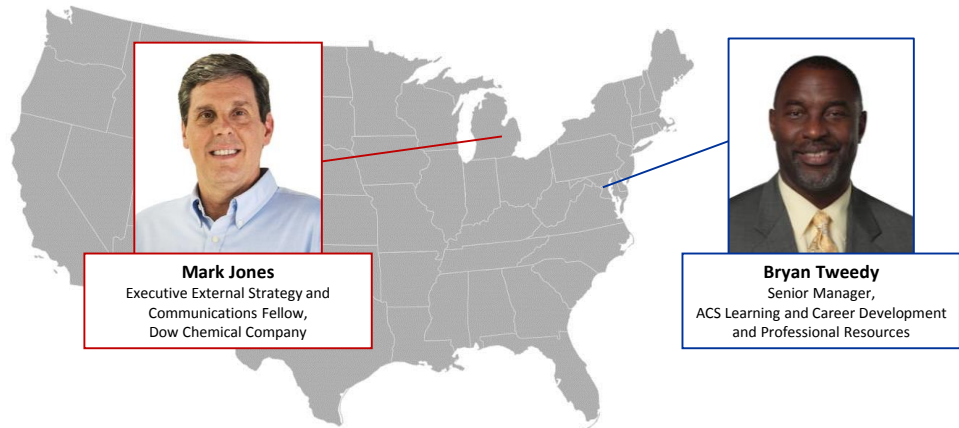 Mark Jones
Executive External Strategy and
Communications Fellow,
Dow Chemical Company
Bryan Tweedy
Senior Manager,
ACS Learning and Career Development
and Professional Resources